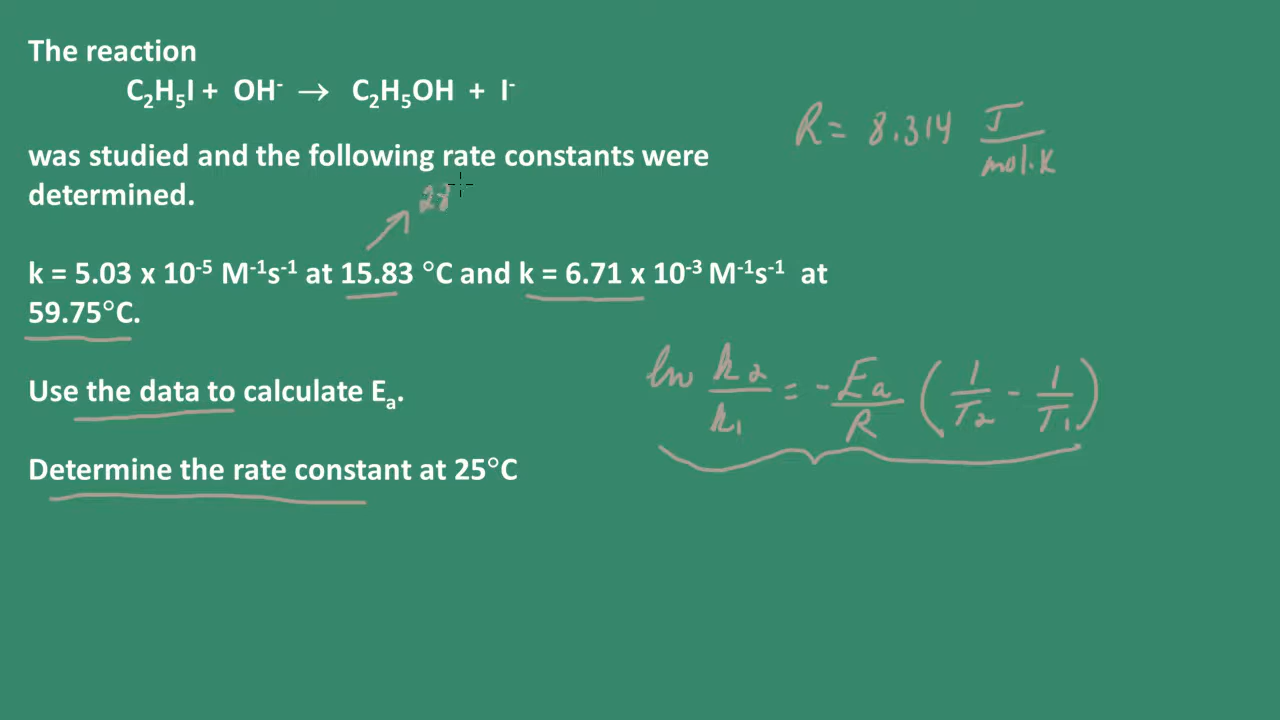 The reaction
C₂H₅I + OH⁻ → C₂H₅OH + I⁻
R = 8.314 J/mol·K
was studied and the following rate constants were
determined.
28
k = 5.03 x 10⁻⁵ M⁻¹s⁻¹ at 15.83 °C and k = 6.71 x 10⁻³ M⁻¹s⁻¹ at
59.75°C.
ln k₂/k₁ = - Ea/R (1/T₂ - 1/T₁)
Use the data to calculate Eₐ.
Determine the rate constant at 25°C